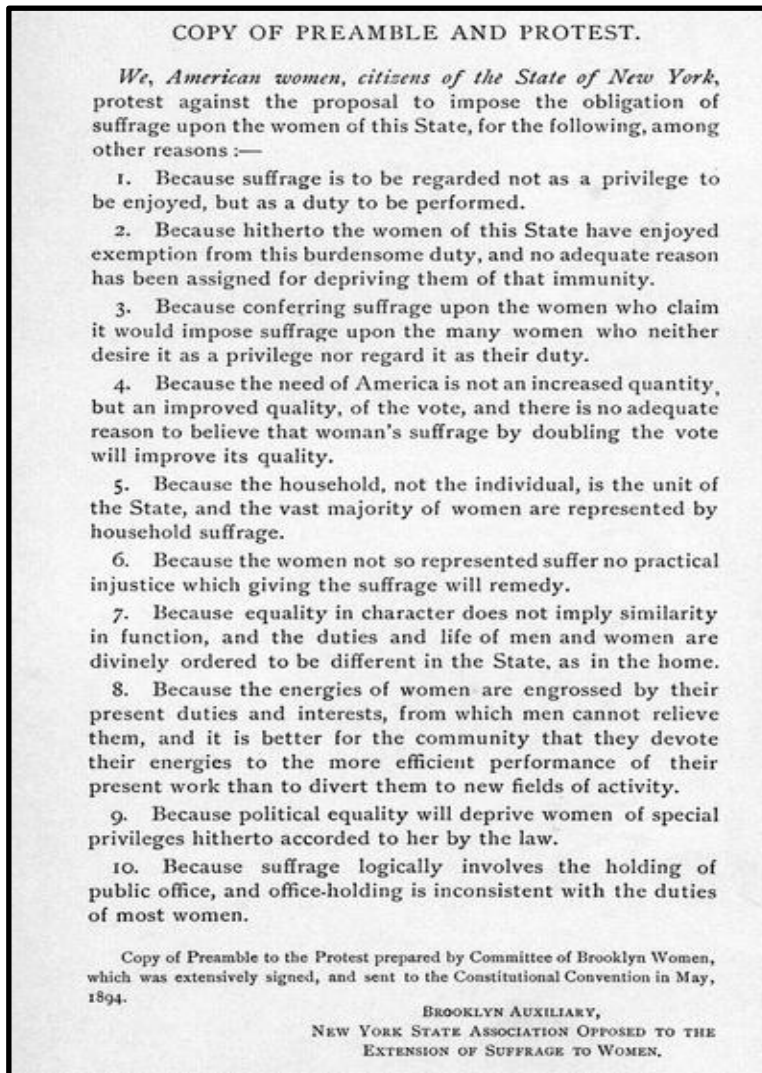 COPY OF PREAMBLE AND PROTEST.
We, American women, citizens of the State of New York,
protest against the proposal to impose the obligation of
suffrage upon the women of this State, for the following, among
other reasons :—
1. Because suffrage is to be regarded not as a privilege to
be enjoyed, but as a duty to be performed.
2. Because hitherto the women of this State have enjoyed
exemption from this burdensome duty, and no adequate reason
has been assigned for depriving them of that immunity.
3. Because conferring suffrage upon the women who claim
it would impose suffrage upon the many women who neither
desire it as a privilege nor regard it as their duty.
4. Because the need of America is not an increased quantity,
but an improved quality, of the vote, and there is no adequate
reason to believe that woman's suffrage by doubling the vote
will improve its quality.
5. Because the household, not the individual, is the unit of
the State, and the vast majority of women are represented by
household suffrage.
6. Because the women not so represented suffer no practical
injustice which giving the suffrage will remedy.
7. Because equality in character does not imply similarity
in function, and the duties and life of men and women are
divinely ordered to be different in the State, as in the home.
8. Because the energies of women are engrossed by their
present duties and interests, from which men cannot relieve
them, and it is better for the community that they devote
their energies to the more efficient performance of their
present work than to divert them to new fields of activity.
9. Because political equality will deprive women of special
privileges hitherto accorded to her by the law.
10. Because suffrage logically involves the holding of
public office, and office-holding is inconsistent with the duties
of most women.
Copy of Preamble to the Protest prepared by Committee of Brooklyn Women,
which was extensively signed, and sent to the Constitutional Convention in May,
1894.
BROOKLYN AUXILIARY,
NEW YORK STATE ASSOCIATION OPPOSED TO THE
EXTENSION OF SUFFRAGE TO WOMEN.